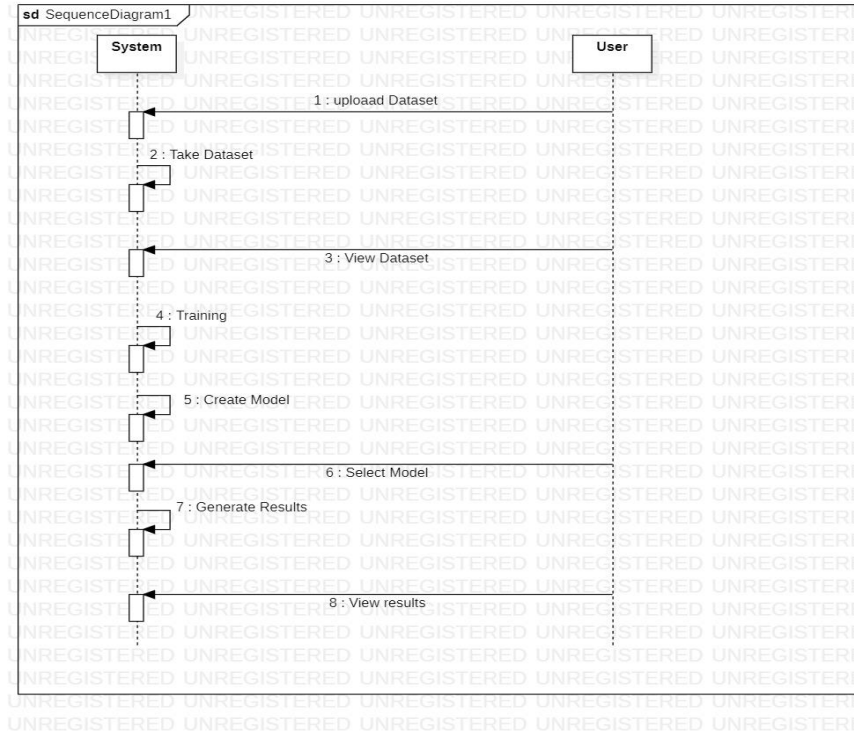 sd SequenceDiagram1
System
User
1 : uploaad Dataset
2 : Take Dataset
3 : View Dataset
4 : Training
5 : Create Model
6 : Select Model
7 : Generate Results
8 : View results
UNREGISTERED